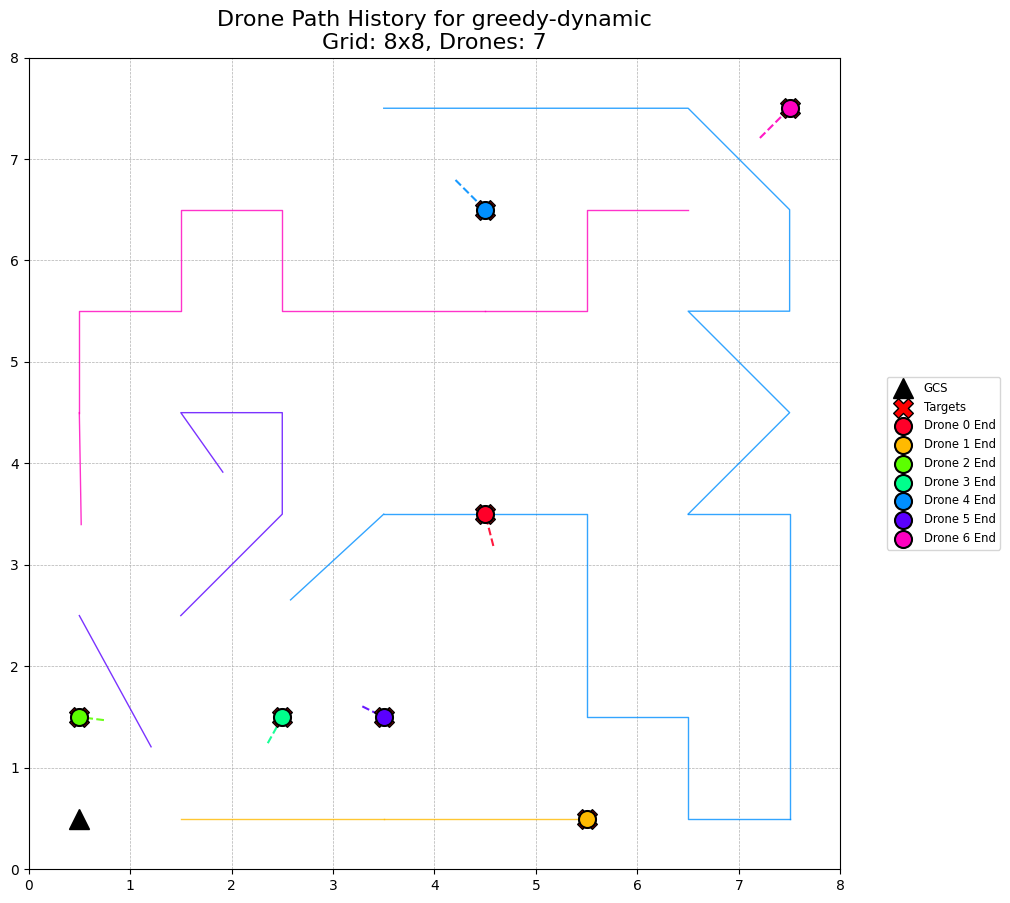 Drone Path History for greedy-dynamic
Grid: 8x8, Drones: 7
8
7
6
5
4
3
2
1
0
0 1 2 3 4 5 6 7 8
GCS
Targets
Drone 0 End
Drone 1 End
Drone 2 End
Drone 3 End
Drone 4 End
Drone 5 End
Drone 6 End